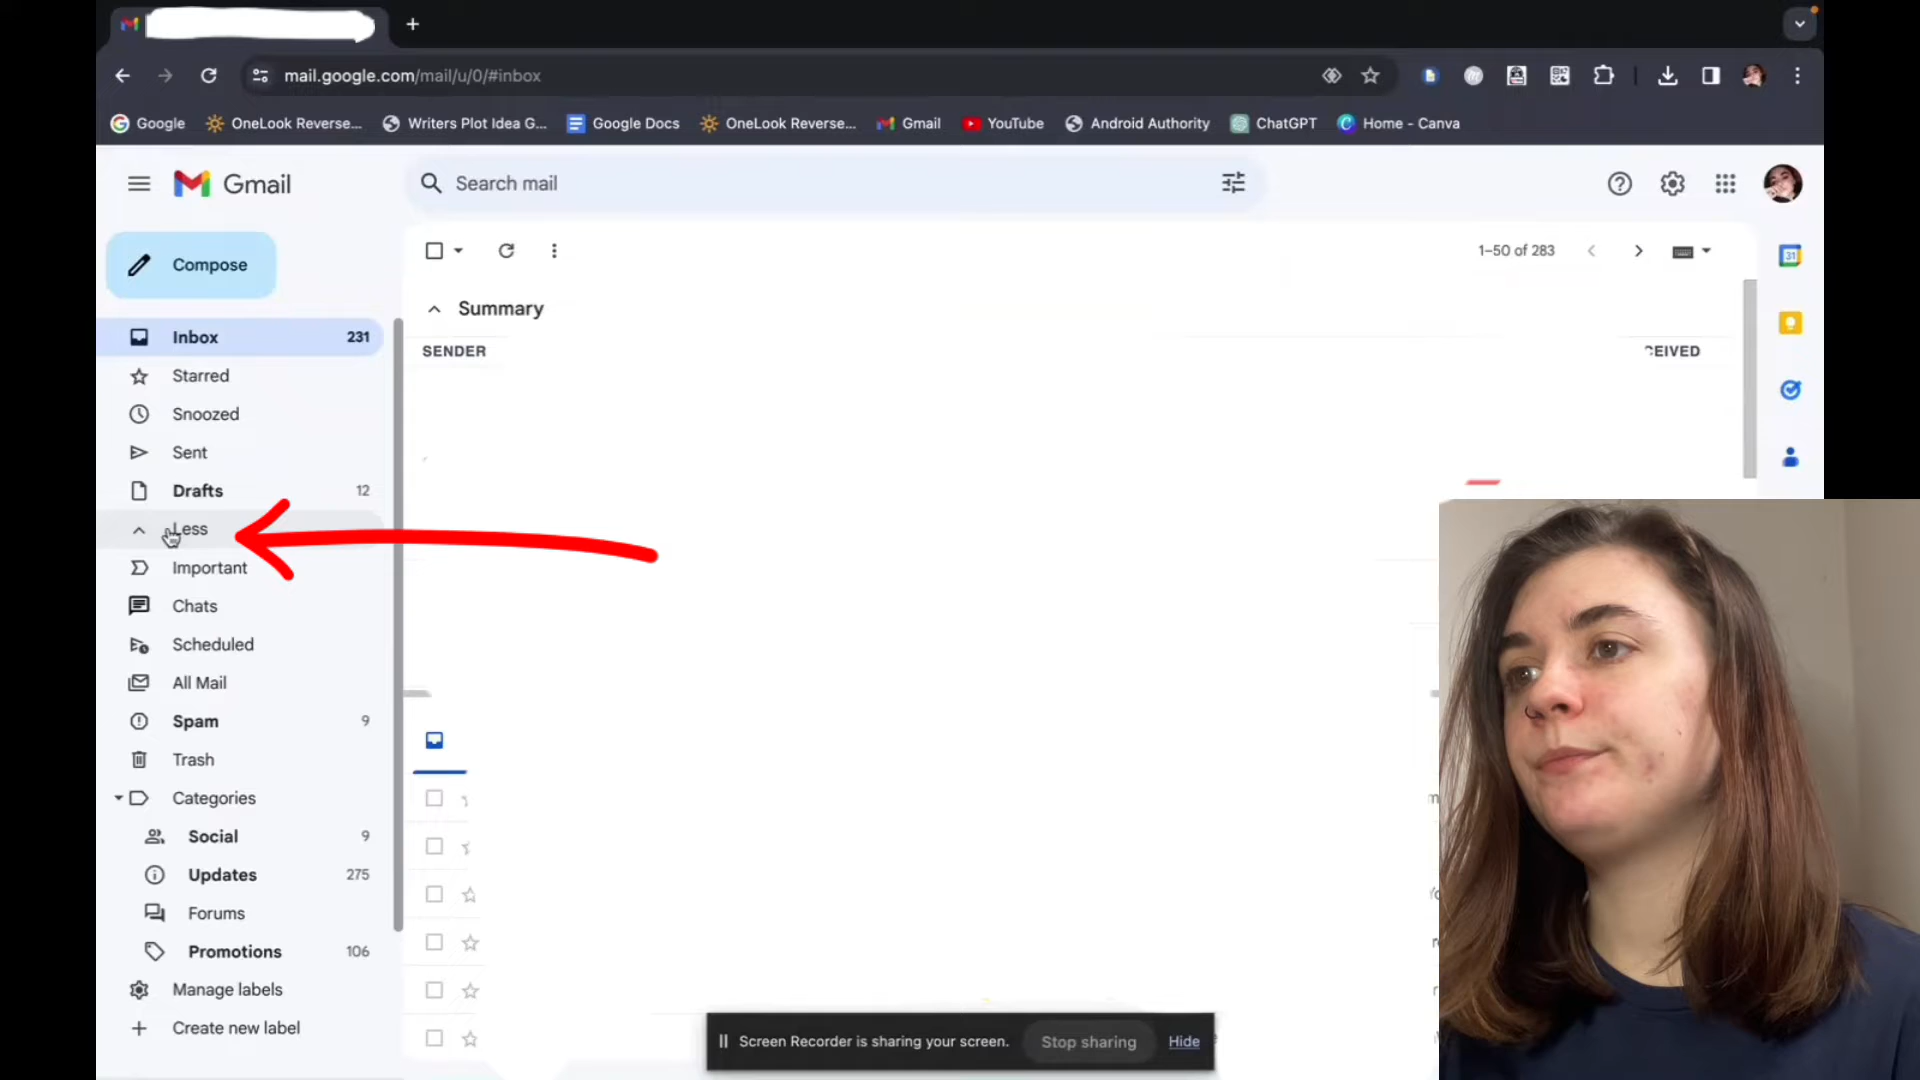 mail.google.com/mail/u/0/#inbox
Google
OneLook Reverse...
Writers Plot Idea G...
Google Docs
OneLook Reverse...
Gmail
YouTube
Android Authority
ChatGPT
Home - Canva
Gmail
Search mail
Compose
1–50 of 283
Summary
SENDER
CEIVED
31
Inbox 231
Starred
Snoozed
Sent
Drafts 12
Less
Important
Chats
Scheduled
All Mail
Spam 9
Trash
Categories
Social 9
Updates 275
Forums
Promotions 106
Manage labels
Create new label
Screen Recorder is sharing your screen. Stop sharing Hide